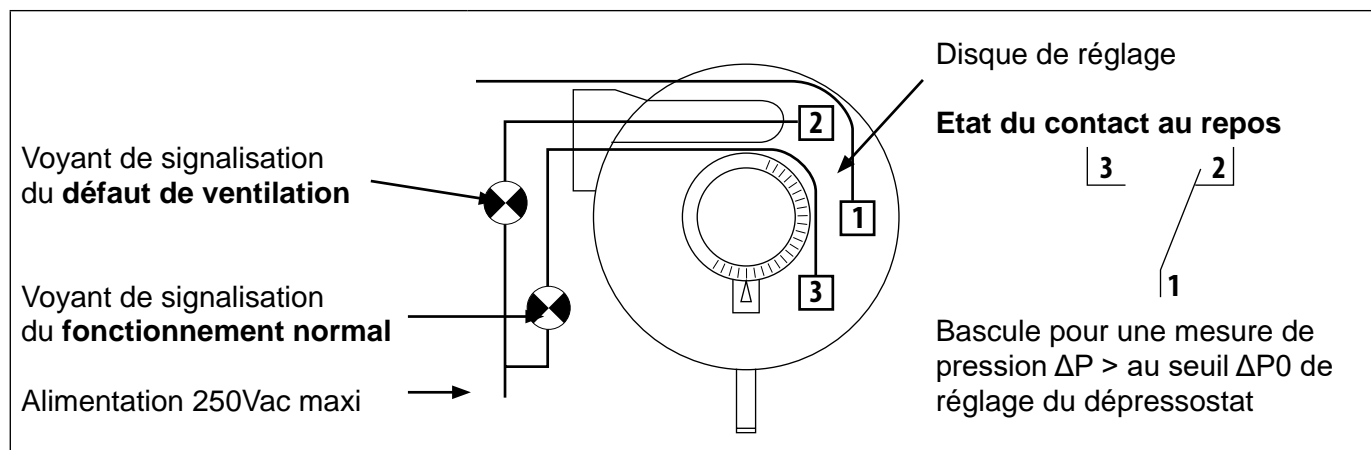 Voyant de signalisation
du défaut de ventilation
Voyant de signalisation
du fonctionnement normal
Alimentation 250Vac maxi
2
1
3
Disque de réglage
Etat du contact au repos
3 2
1
Bascule pour une mesure de
pression ΔP > au seuil ΔP0 de
réglage du dépressostat